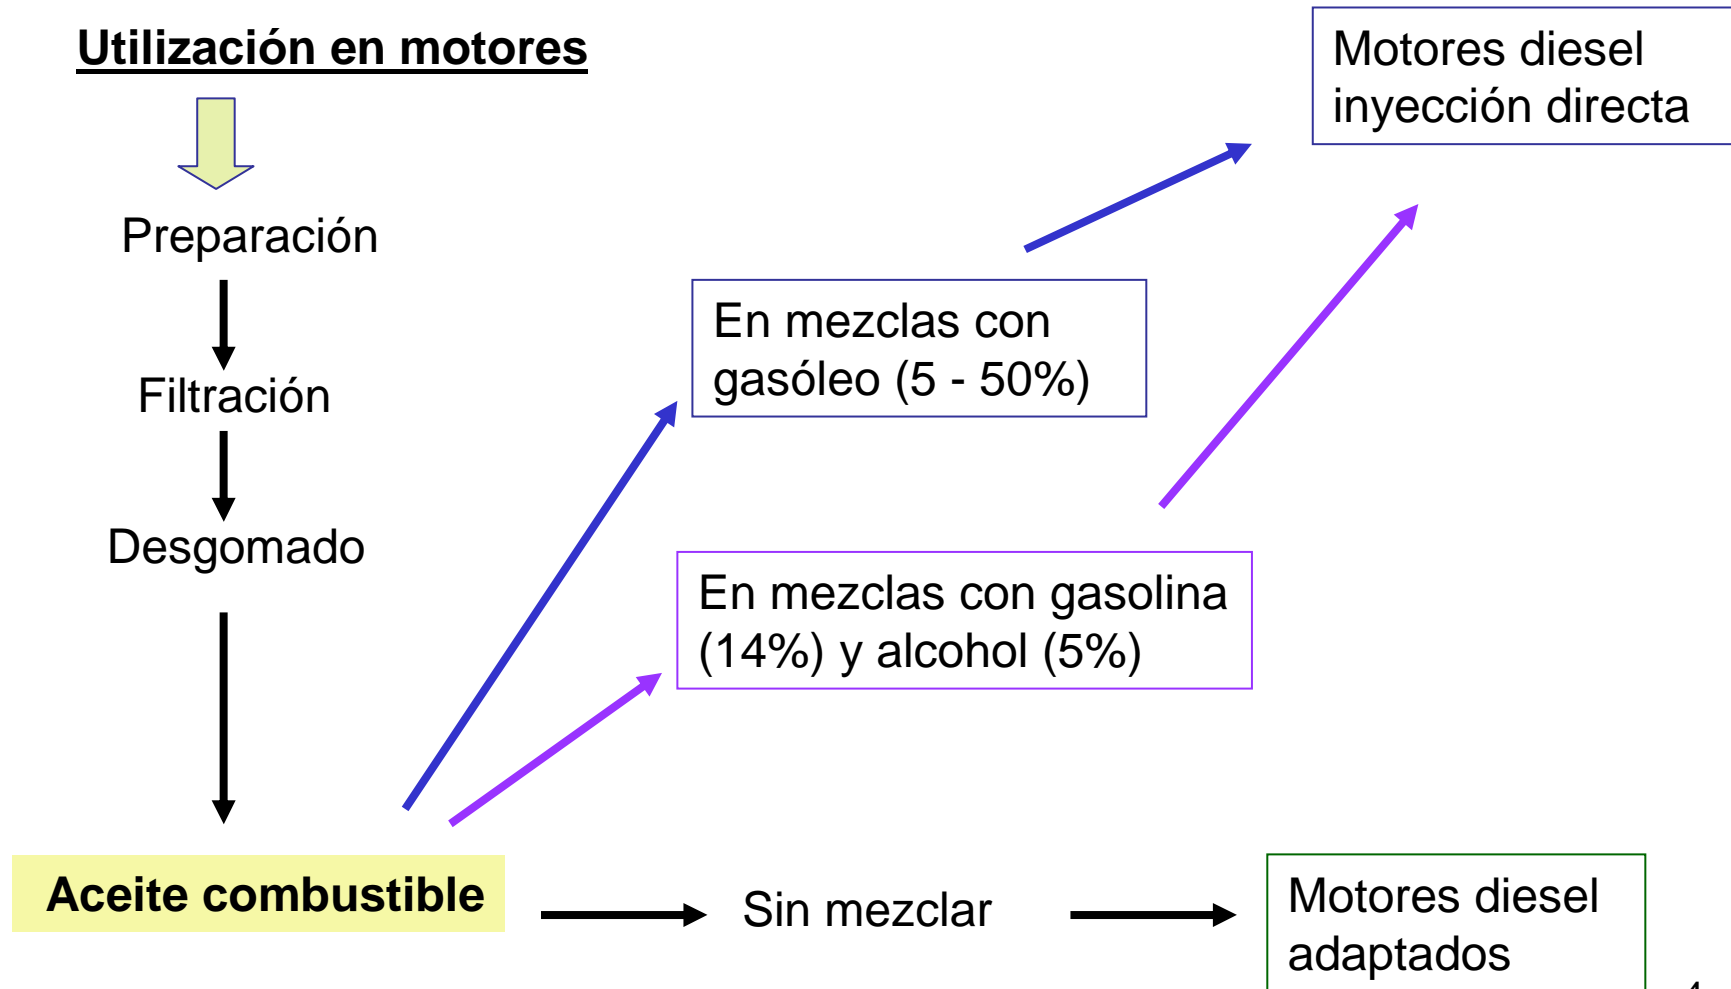 Utilización en motores
Preparación
Filtración
Desgomado
Aceite combustible
En mezclas con
gasóleo (5 - 50%)
En mezclas con gasolina
(14%) y alcohol (5%)
Sin mezclar
Motores diesel
inyección directa
Motores diesel
adaptados